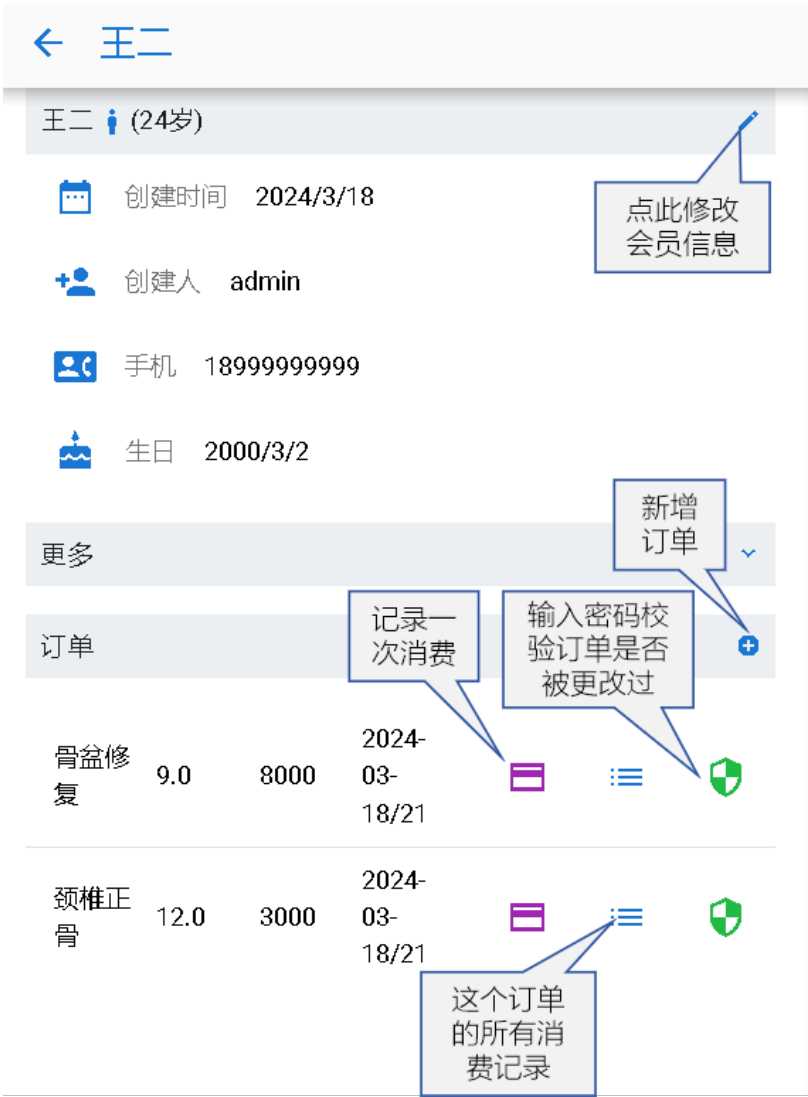 王二
王二 (24岁)
创建时间 2024/3/18
点此修改
会员信息
创建人 admin
手机 18999999999
生日 2000/3/2
新增
订单
更多
记录一
次消费
输入密码校
验订单是否
被更改过
订单
骨盆修
复
9.0
8000
2024-
03-
18/21
颈椎正
骨
12.0
3000
2024-
03-
18/21
这个订单
的所有消
费记录